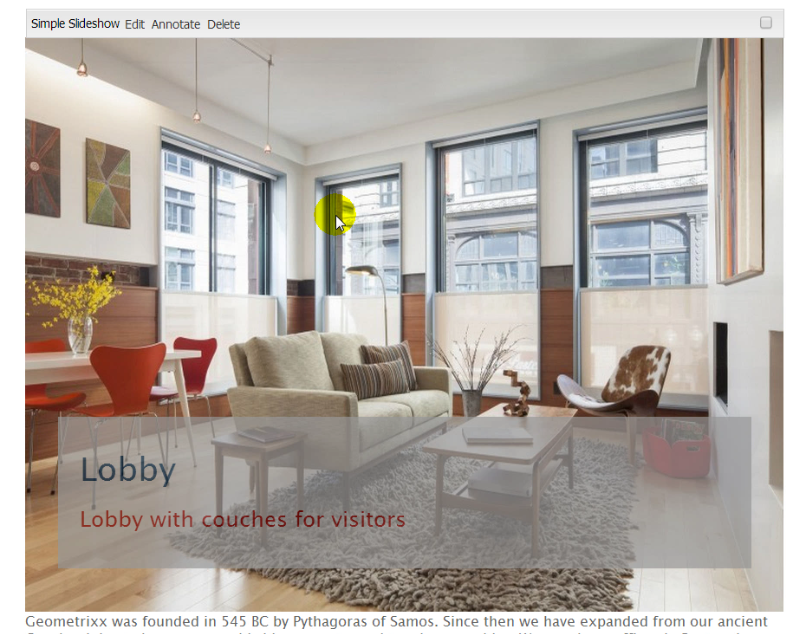 Simple Slideshow Edit Annotate Delete
Lobby
Lobby with couches for visitors
Geometrixx was founded in 545 BC by Pythagoras of Samos. Since then we have expanded from our ancient